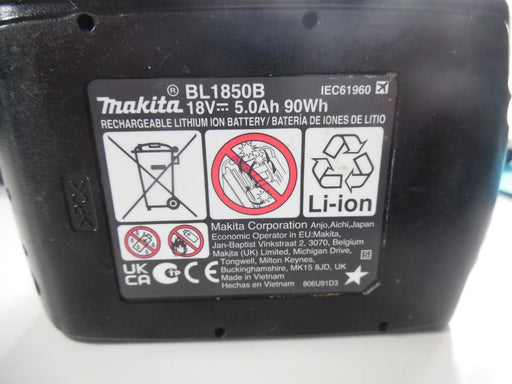 ® BL1850B IEC61960
makita 18V⎓ 5.0Ah 90Wh
RECHARGEABLE LITHIUM ION BATTERY / BATERÍA DE IONES DE LITIO
Li-ion
Makita Corporation Anjo,Aichi,Japan
Economic Operator in EU:Makita,
Jan-Baptist Vinkstraat 2, 3070, Belgium
Makita (UK) Limited, Michigan Drive,
Tongwell, Milton Keynes,
Buckinghamshire, MK15 8JD, UK
Made in Vietnam
Hechas en Vietnam 806U91D3
UK
CA CE